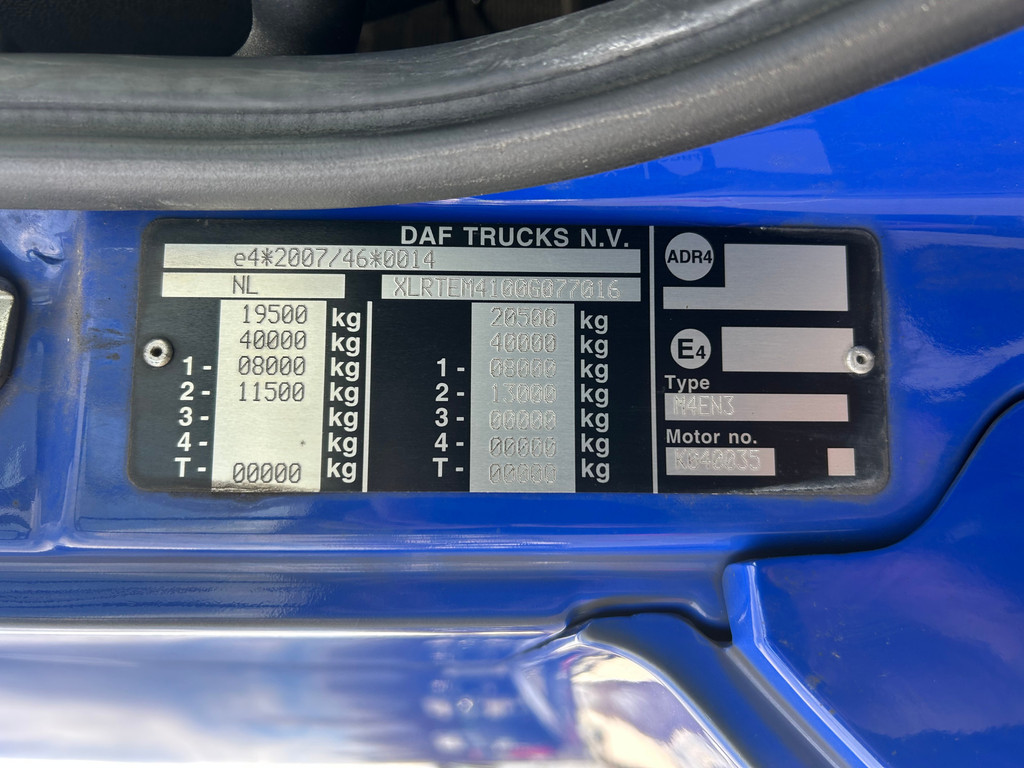 DAF TRUCKS N.V.
e4*2007/46*0014
NL XLRTEM4100G077016
19500 kg 20500 kg
40000 kg 40000 kg
1- 08000 kg 1- 08000 kg
2- 11500 kg 2- 13000 kg
3- kg 3- 00000 kg
4- kg 4- 00000 kg
T- 00000 kg T- 00000 kg
ADR4
E4
Type
M4EN3
Motor no.
K040035